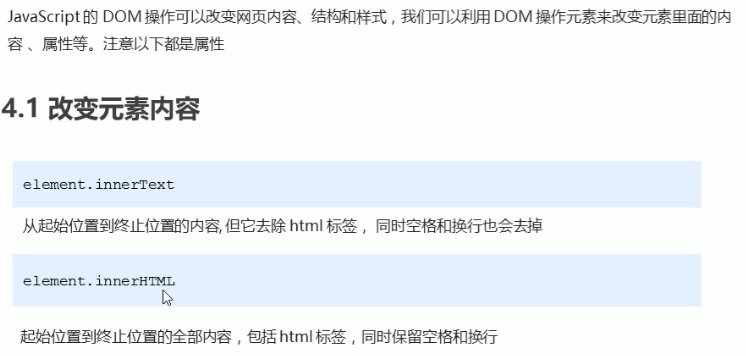 JavaScript 的 DOM 操作可以改变网页内容、结构和样式，我们可以利用 DOM 操作元素来改变元素里面的内
容 、属性等。注意以下都是属性
4.1 改变元素内容
element.innerText
从起始位置到终止位置的内容, 但它去除 html 标签， 同时空格和换行也会去掉
element.innerHTML
起始位置到终止位置的全部内容，包括 html 标签，同时保留空格和换行